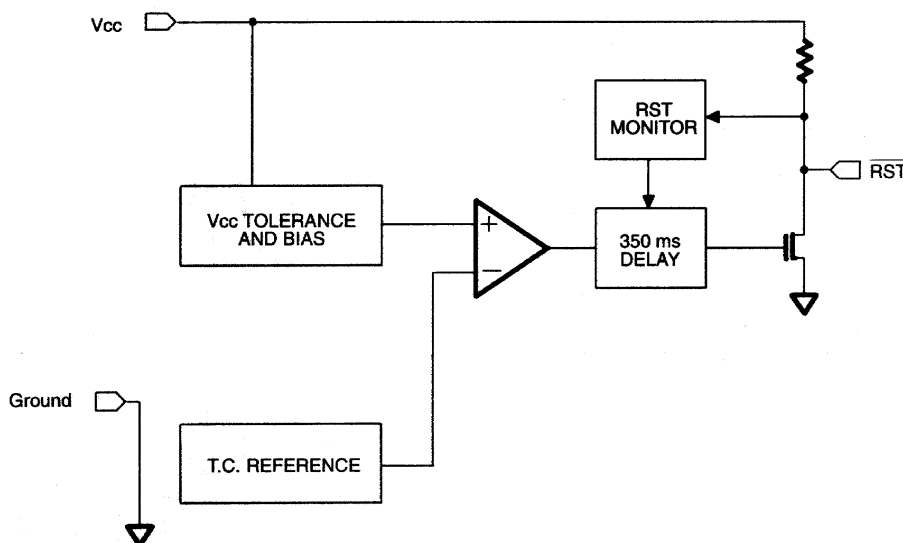 Vcc
RST
MONITOR
RST
Vcc TOLERANCE
AND BIAS
+
−
350 ms
DELAY
Ground
T.C. REFERENCE